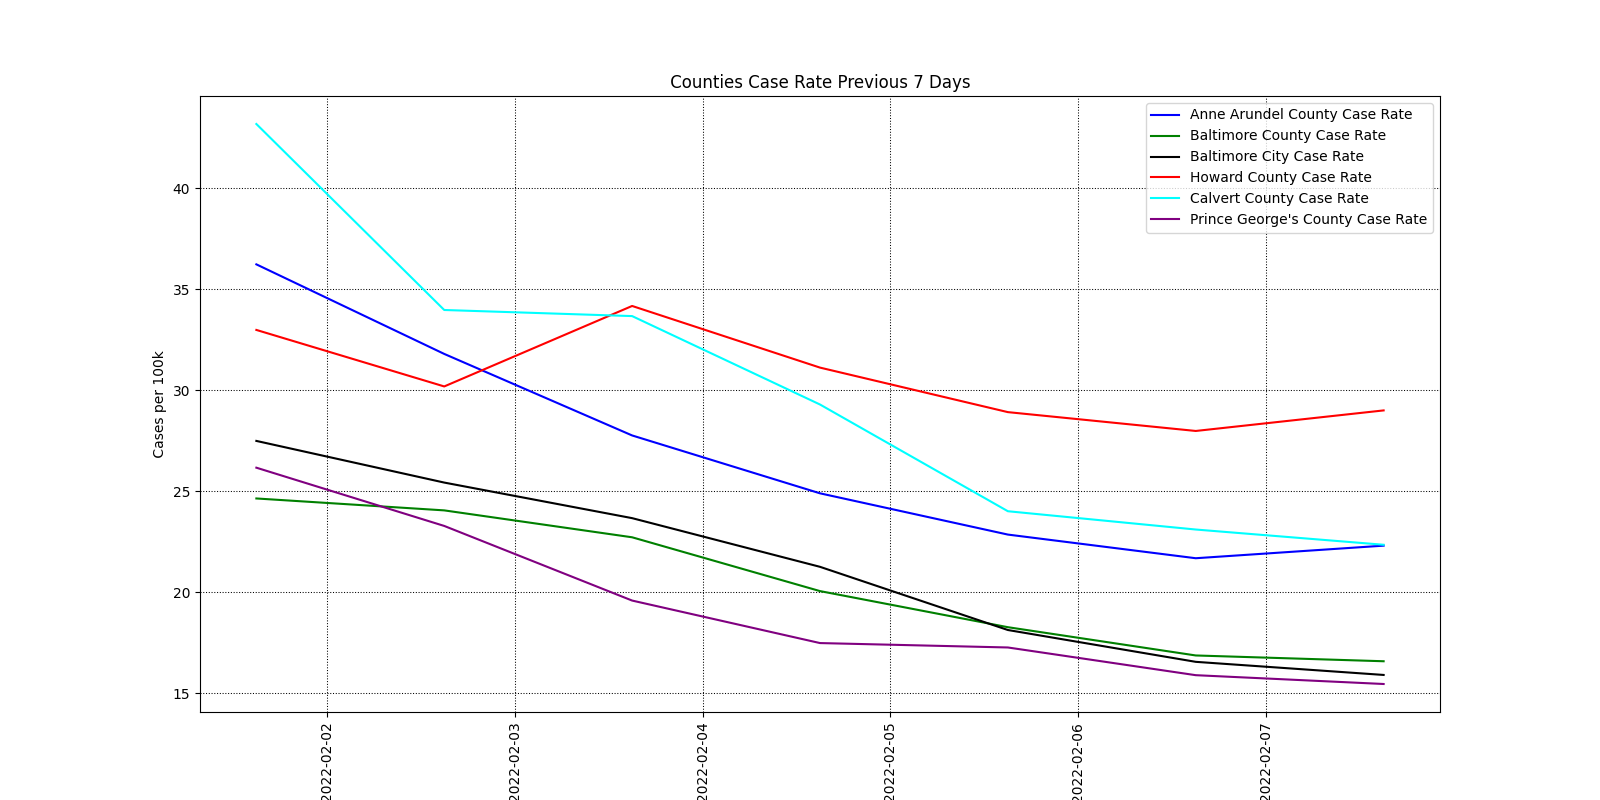 Counties Case Rate Previous 7 Days
Anne Arundel County Case Rate
Baltimore County Case Rate
Baltimore City Case Rate
Howard County Case Rate
Calvert County Case Rate
Prince George's County Case Rate
Cases per 100k
40
35
30
25
20
15
2022-02-02
2022-02-03
2022-02-04
2022-02-05
2022-02-06
2022-02-07